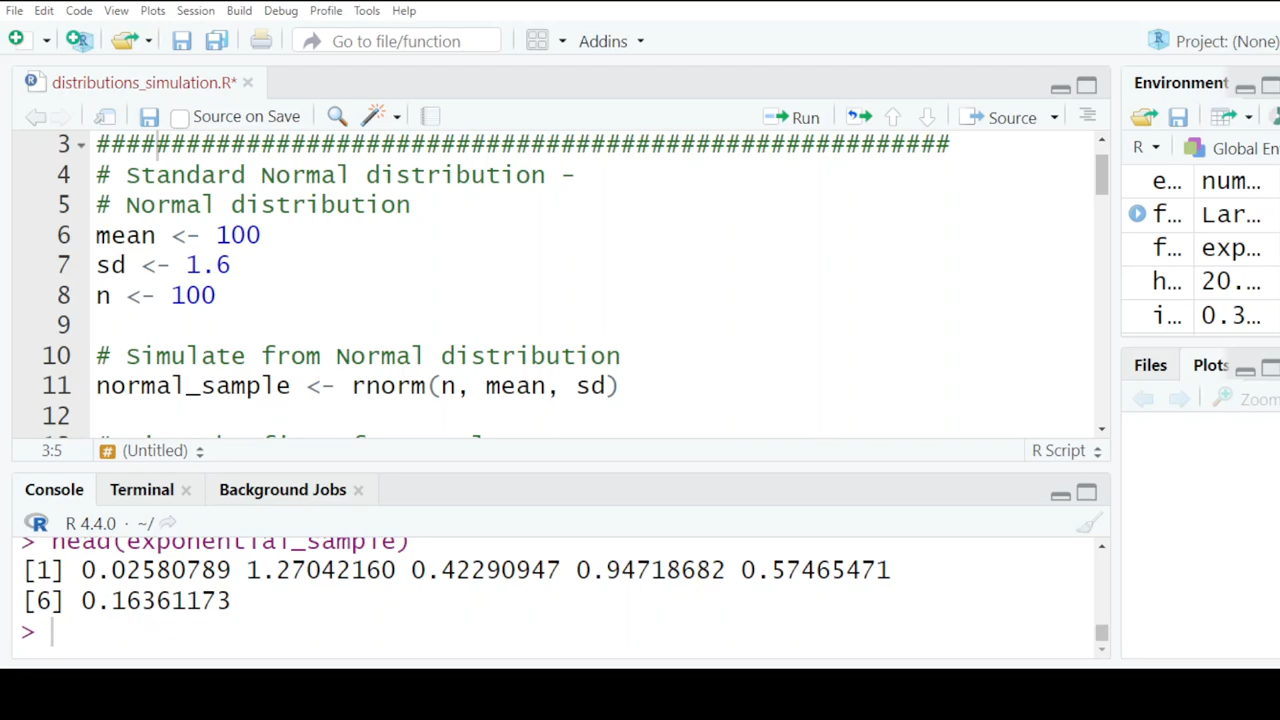 File Edit Code View Plots Session Build Debug Profile Tools Help
Go to file/function Addins Project: (None)
distributions_simulation.R*
Source on Save Run Source
3 #########################################################
4 # Standard Normal distribution -
5 # Normal distribution
6 mean <- 100
7 sd <- 1.6
8 n <- 100
9
10 # Simulate from Normal distribution
11 normal_sample <- rnorm(n, mean, sd)
12
3:5 (Untitled) R Script
Console Terminal Background Jobs
R 4.4.0 · ~/
> head(exponential_sample)
[1] 0.02580789 1.27042160 0.42290947 0.94718682 0.57465471
[6] 0.16361173
>
Environment
R Global En
e... num...
f... Lar...
f... exp...
h... 20....
i... 0.3...
Files Plots
Zoom